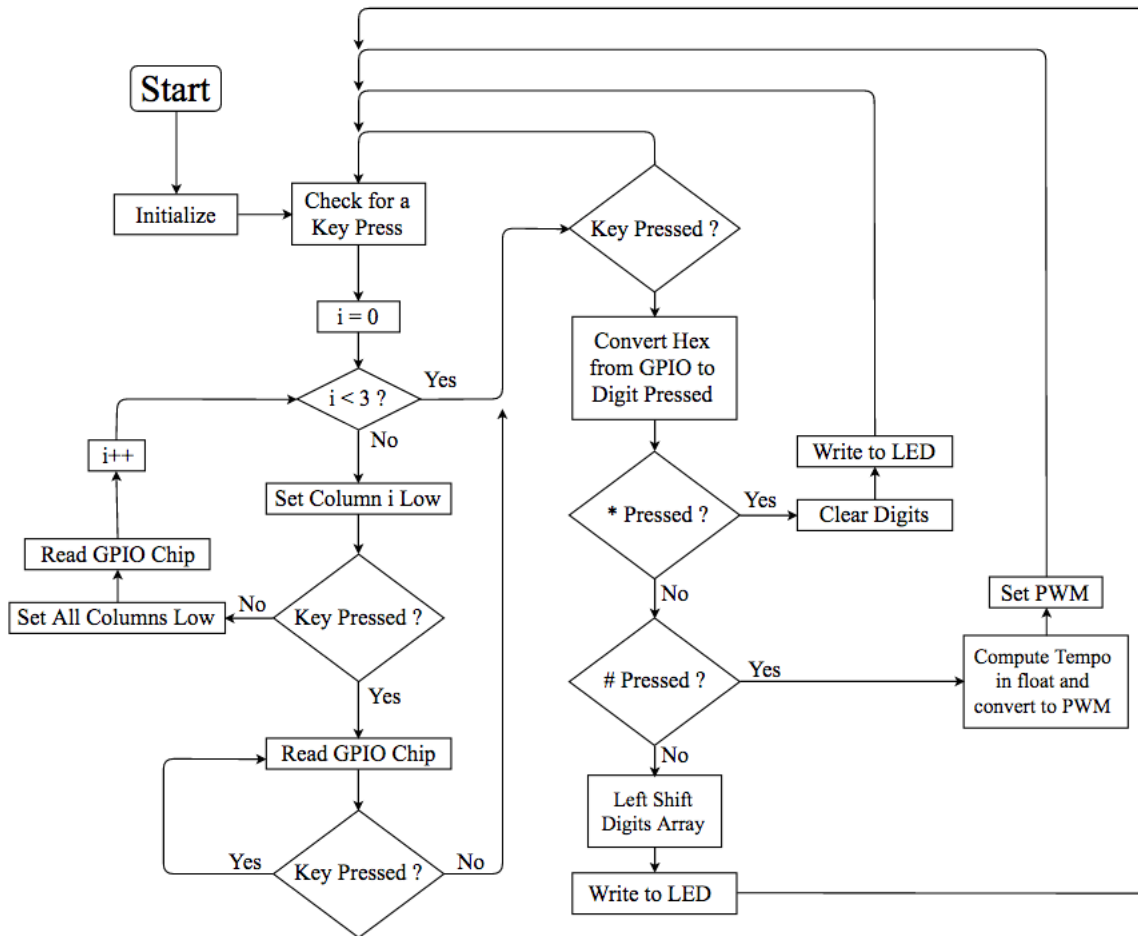 Start
Initialize
Check for a
Key Press
i = 0
i < 3 ?
Yes
No
i++
Set Column i Low
Read GPIO Chip
Set All Columns Low
No
Key Pressed ?
Yes
Read GPIO Chip
Yes
Key Pressed ?
No
Key Pressed ?
Convert Hex
from GPIO to
Digit Pressed
* Pressed ?
Yes
Clear Digits
Write to LED
No
# Pressed ?
Yes
Compute Tempo
in float and
convert to PWM
Set PWM
No
Left Shift
Digits Array
Write to LED